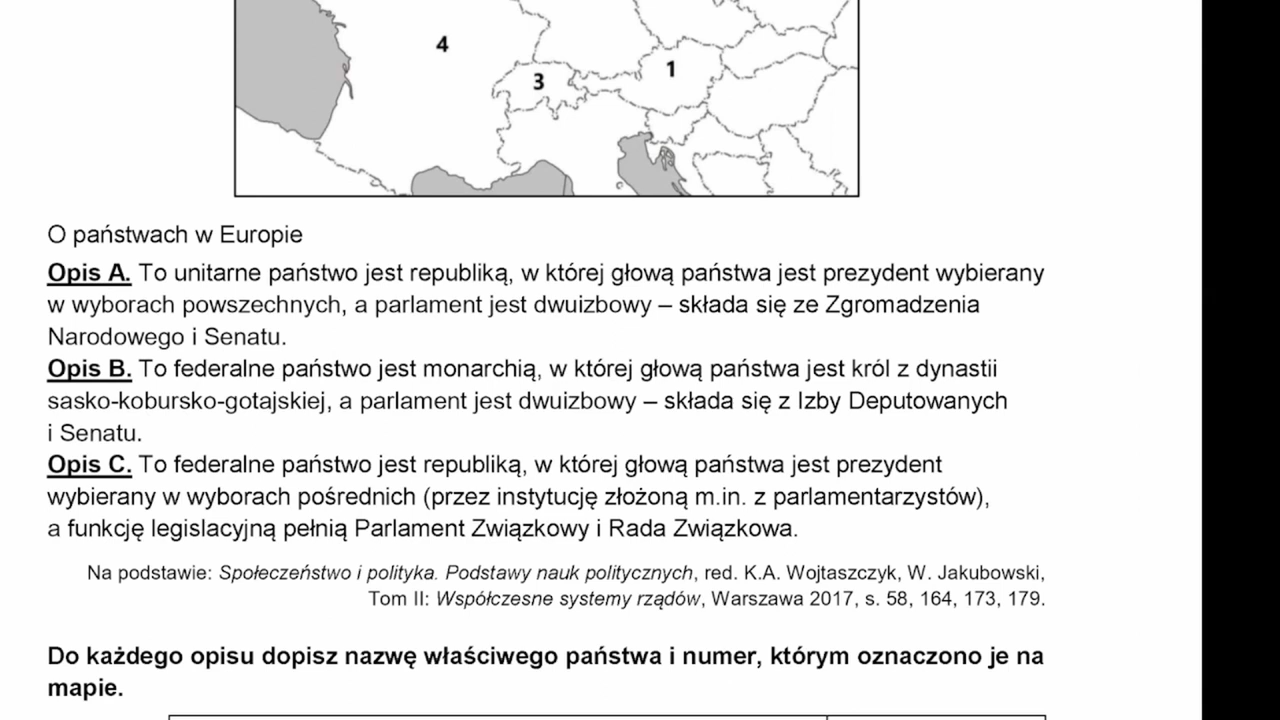 4
3
1
O państwach w Europie
Opis A. To unitarne państwo jest republiką, w której głową państwa jest prezydent wybierany
w wyborach powszechnych, a parlament jest dwuizbowy – składa się ze Zgromadzenia
Narodowego i Senatu.
Opis B. To federalne państwo jest monarchią, w której głową państwa jest król z dynastii
sasko-kobursko-gotajskiej, a parlament jest dwuizbowy – składa się z Izby Deputowanych
i Senatu.
Opis C. To federalne państwo jest republiką, w której głową państwa jest prezydent
wybierany w wyborach pośrednich (przez instytucję złożoną m.in. z parlamentarzystów),
a funkcję legislacyjną pełnią Parlament Związkowy i Rada Związkowa.
Na podstawie: Społeczeństwo i polityka. Podstawy nauk politycznych, red. K.A. Wojtaszczyk, W. Jakubowski,
Tom II: Współczesne systemy rządów, Warszawa 2017, s. 58, 164, 173, 179.
Do każdego opisu dopisz nazwę właściwego państwa i numer, którym oznaczono je na
mapie.